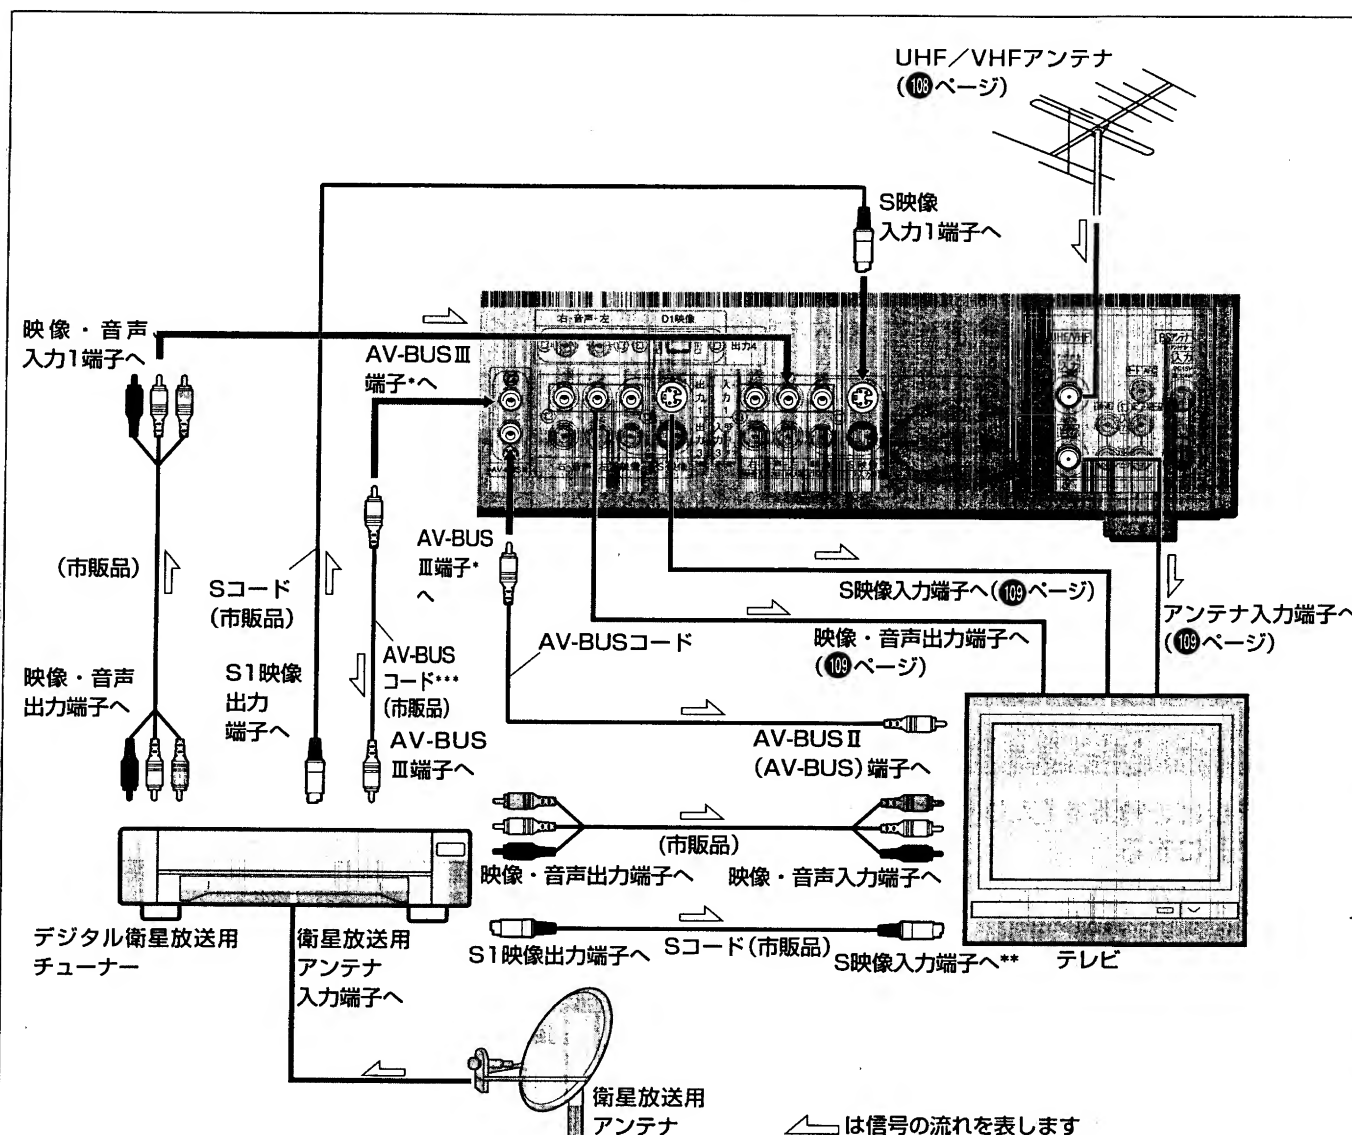 UHF/VHFアンテナ
(108ページ)
S映像
入力1端子へ
映像・音声
入力1端子へ
AV-BUSⅢ
端子*へ
右-音声-左
D1映像
出力4
AV-BUS
Ⅲ端子*
へ
(市販品)
Sコード
(市販品)
S映像入力端子へ(109ページ)
アンテナ入力端子へ
(109ページ)
映像・音声出力端子へ
(109ページ)
AV-BUSコード
AV-BUS
コード***
(市販品)
映像・音声
出力端子へ
S1映像
出力
端子へ
AV-BUS
Ⅲ端子へ
AV-BUSⅡ
(AV-BUS)端子へ
(市販品)
映像・音声出力端子へ
映像・音声入力端子へ
デジタル衛星放送用
チューナー
衛星放送用
アンテナ
入力端子へ
S1映像出力端子へ
Sコード(市販品)
S映像入力端子へ**
テレビ
衛星放送用
アンテナ
は信号の流れを表します